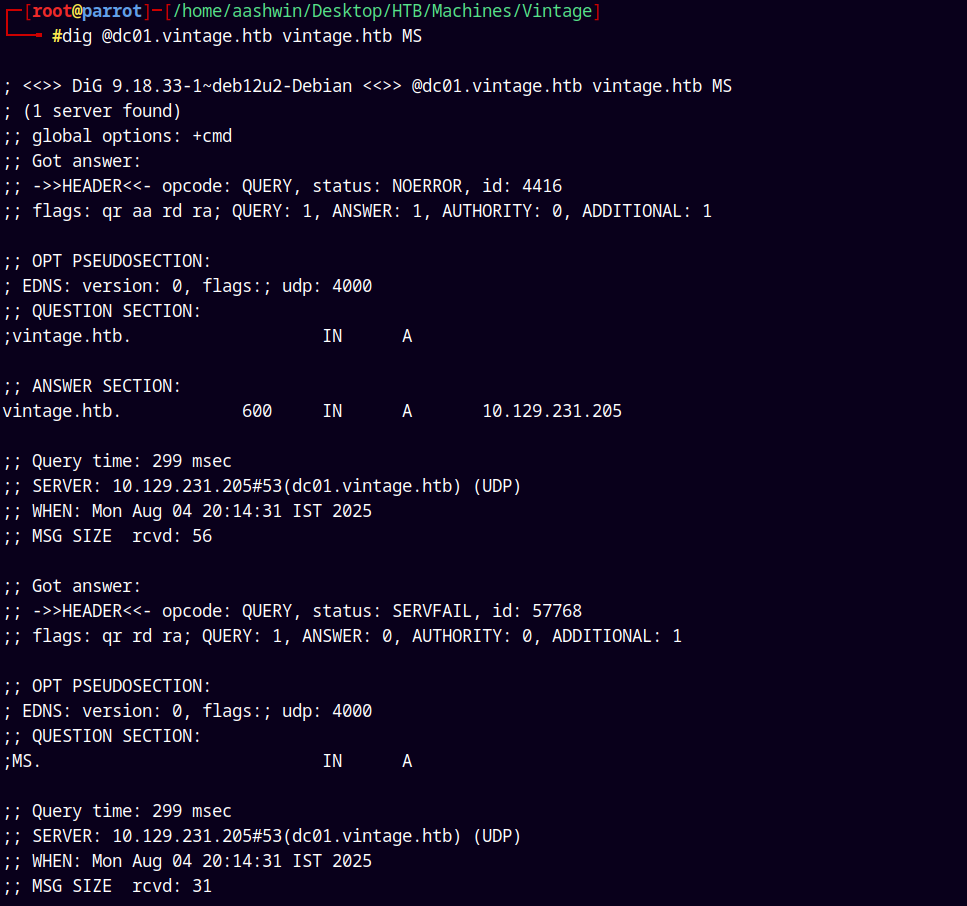 ┌─[root@parrot]─[/home/aashwin/Desktop/HTB/Machines/Vintage]
└──╼ #dig @dc01.vintage.htb vintage.htb MS

; <<>> DiG 9.18.33-1~deb12u2-Debian <<>> @dc01.vintage.htb vintage.htb MS
; (1 server found)
;; global options: +cmd
;; Got answer:
;; ->>HEADER<<- opcode: QUERY, status: NOERROR, id: 4416
;; flags: qr aa rd ra; QUERY: 1, ANSWER: 1, AUTHORITY: 0, ADDITIONAL: 1

;; OPT PSEUDOSECTION:
; EDNS: version: 0, flags:; udp: 4000
;; QUESTION SECTION:
;vintage.htb.                   IN      A

;; ANSWER SECTION:
vintage.htb.            600     IN      A       10.129.231.205

;; Query time: 299 msec
;; SERVER: 10.129.231.205#53(dc01.vintage.htb) (UDP)
;; WHEN: Mon Aug 04 20:14:31 IST 2025
;; MSG SIZE  rcvd: 56

;; Got answer:
;; ->>HEADER<<- opcode: QUERY, status: SERVFAIL, id: 57768
;; flags: qr rd ra; QUERY: 1, ANSWER: 0, AUTHORITY: 0, ADDITIONAL: 1

;; OPT PSEUDOSECTION:
; EDNS: version: 0, flags:; udp: 4000
;; QUESTION SECTION:
;MS.                            IN      A

;; Query time: 299 msec
;; SERVER: 10.129.231.205#53(dc01.vintage.htb) (UDP)
;; WHEN: Mon Aug 04 20:14:31 IST 2025
;; MSG SIZE  rcvd: 31